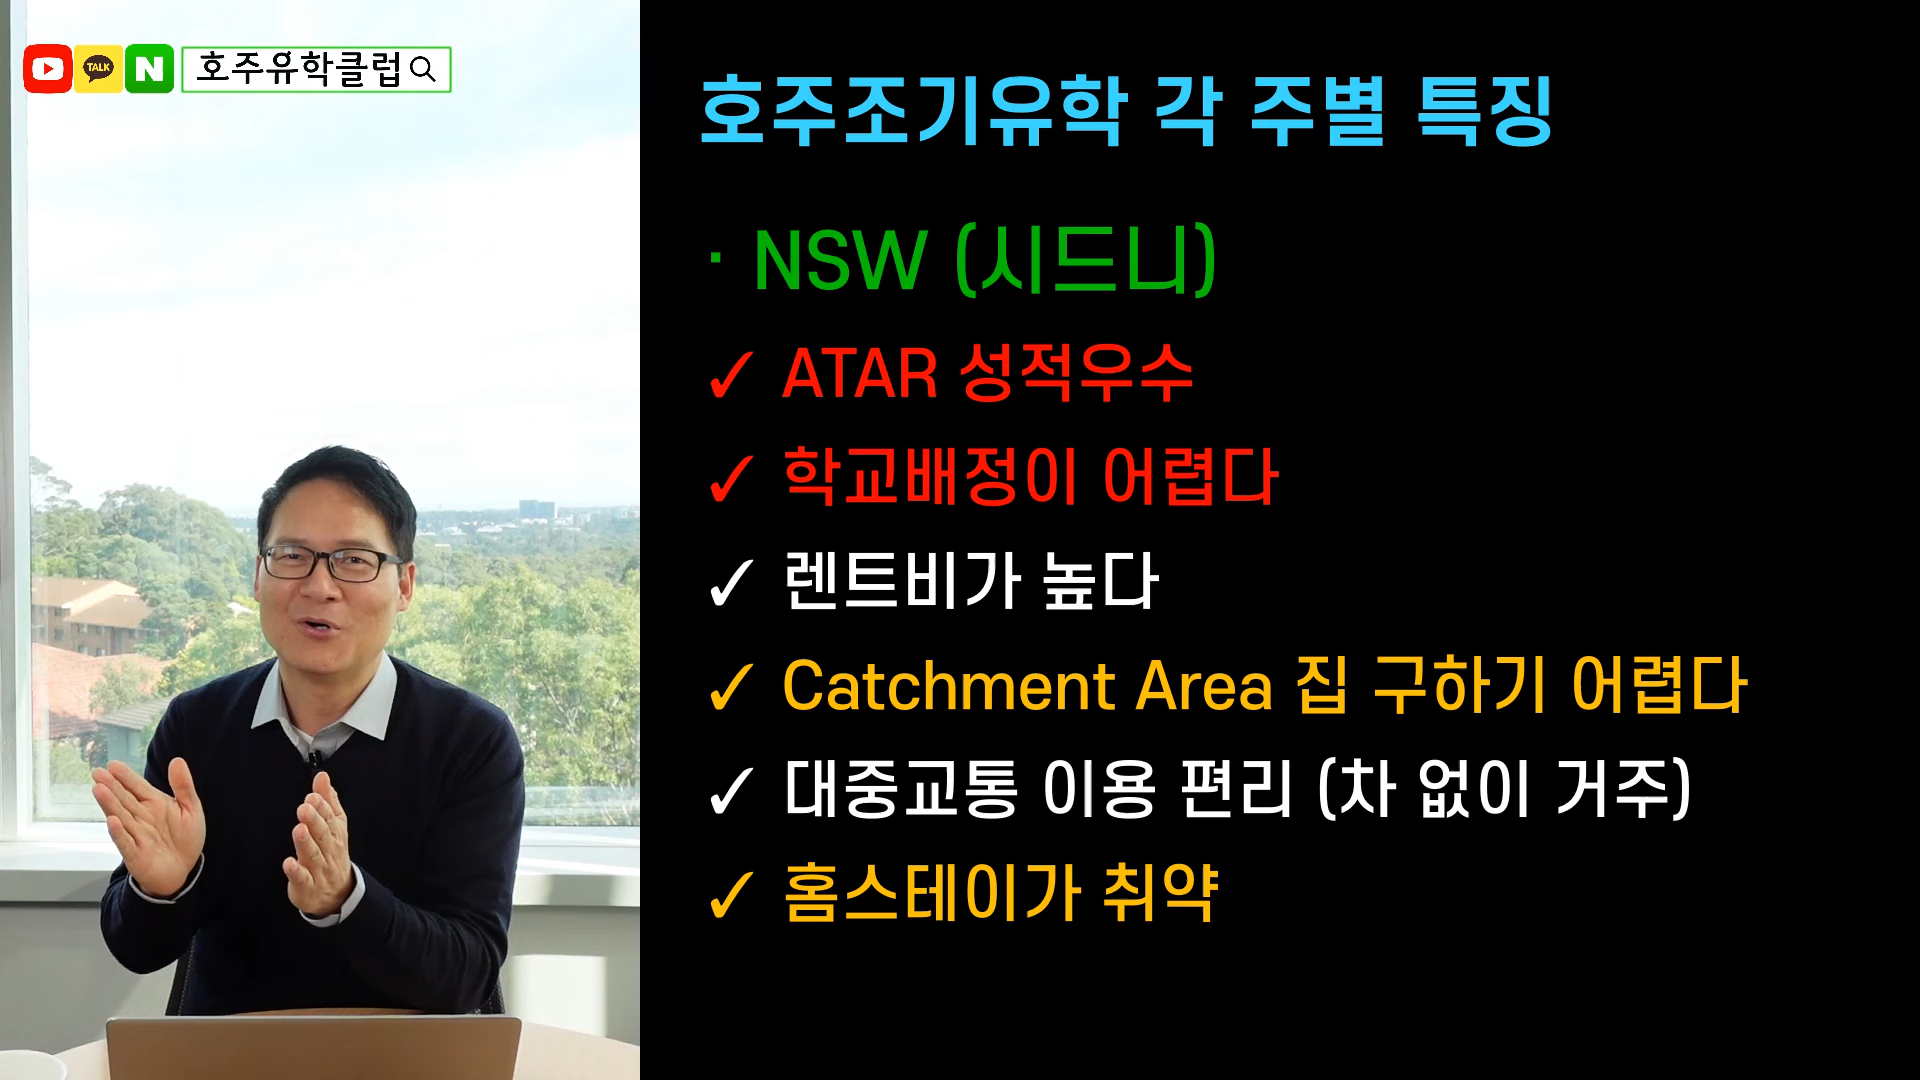 TALK
N
호주유학클럽
호주조기유학 각 주별 특징
· NSW (시드니)
✓ ATAR 성적우수
✓ 학교배정이 어렵다
✓ 렌트비가 높다
✓ Catchment Area 집 구하기 어렵다
✓ 대중교통 이용 편리 (차 없이 거주)
✓ 홈스테이가 취약